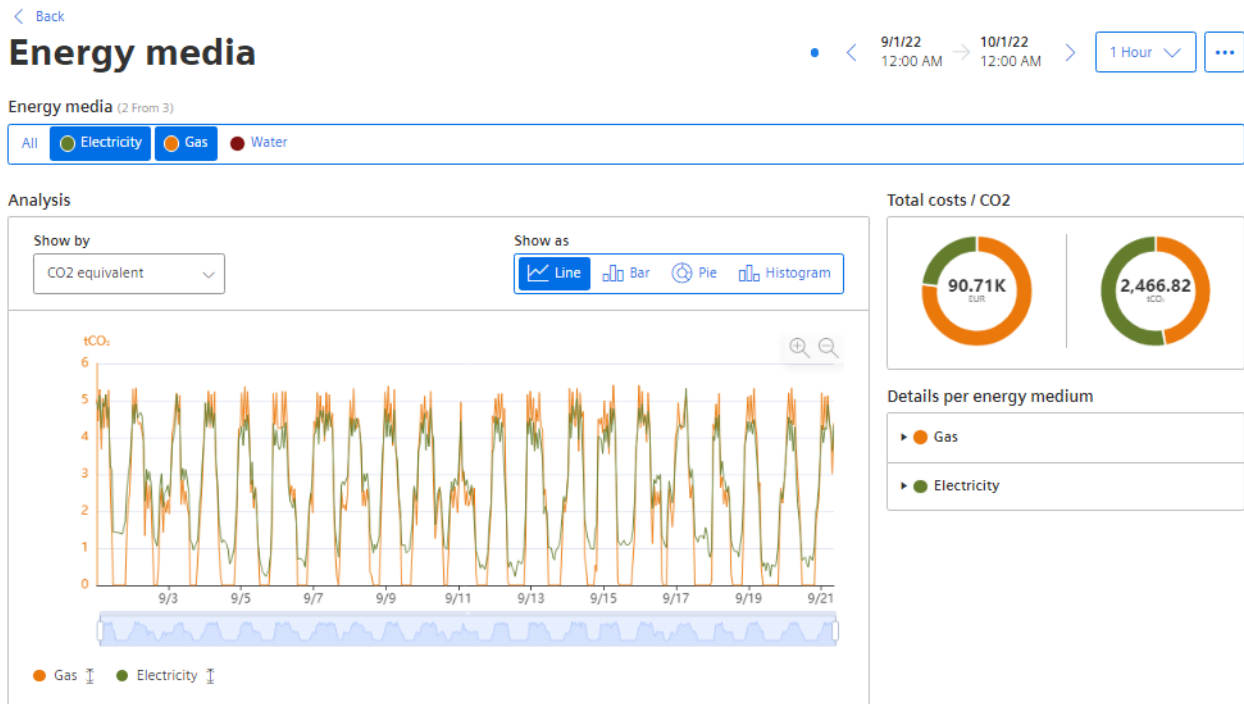 Back
Energy media
9/1/22 10/1/22
12:00 AM 12:00 AM
1 Hour
Energy media (2 From 3)
All Electricity Gas Water
Analysis
Show by
CO2 equivalent
Show as
Line Bar Pie Histogram
tCO₂
6
5
4
3
2
1
0
9/3 9/5 9/7 9/9 9/11 9/13 9/15 9/17 9/19 9/21
Gas Electricity
Total costs / CO2
90.71K
EUR
2,466.82
tCO₂
Details per energy medium
Gas
Electricity